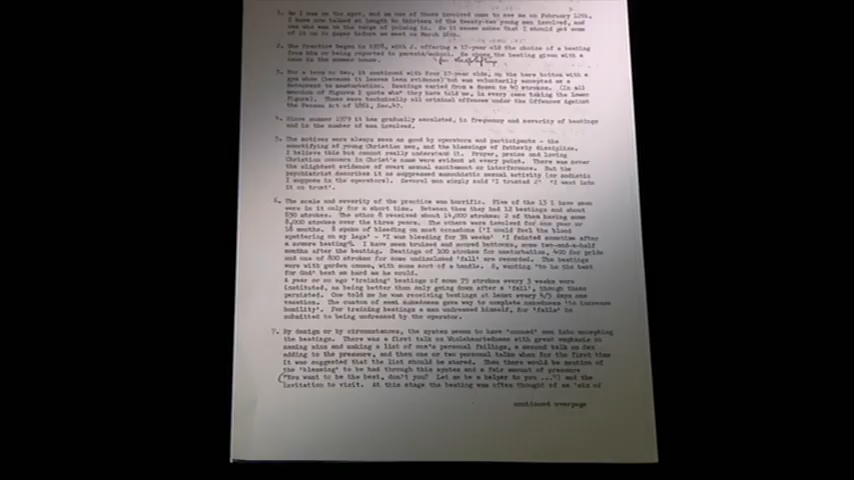 1. As I was on the spot, and as one of those involved came to see me on February 12th,
I have now talked at length to thirteen of the twenty-two young men involved, and
one who was on the verge of joining in. So it makes sense that I should put some
of it on to paper before we meet on March 16th.
2. The Practice began in 1978, with J. offering a 17-year old the choice of a beating
from him or being reported to parents/school. He chose the beating given with a
cane in the summer house. for shoplifting
3. For a term or two, it continued with four 17-year olds, on the bare bottom with a
gym shoe (because it leaves less evidence) but was voluntarily accepted as a
deterrent to masturbation. Beatings varied from a dozen to 40 strokes. (In all
mention of figures I quote what they have told me, in every case taking the lower
figure). These were technically all criminal offences under the Offences Against
the Person Act of 1861, Sec.47.
4. Since summer 1979 it has gradually escalated, in frequency and severity of beatings
and in the number of men involved.
5. The motives were always seen as good by operators and participants - the
sanctifying of young Christian men, and the blessings of fatherly discipline.
I believe this but cannot really understand it. Prayer, praise and loving
Christian concern in Christ's name were evident at every point. There was never
the slightest evidence of overt sexual excitement or interference. But the
psychiatrist describes it as suppressed masochistic sexual activity (or sadistic
I suppose in the operators). Several men simply said 'I trusted J' 'I went into
it on trust'.
6. The scale and severity of the practice was horrific. Five of the 13 I have seen
were in it only for a short time. Between them they had 12 beatings and about
650 strokes. The other 8 received about 14,000 strokes: 2 of them having some
8,000 strokes over the three years. The others were involved for one year or
18 months. 8 spoke of bleeding on most occasions ('I could feel the blood
spattering on my legs' - 'I was bleeding for 3½ weeks' 'I fainted sometime after
a severe beating'). I have seen bruised and scored buttocks, some two-and-a-half
months after the beating. Beatings of 100 strokes for masturbation, 400 for pride
and one of 800 strokes for some undisclosed 'fall' are recorded. The beatings
were with garden canes, with some sort of a handle. S, wanting "to be the best
for God" beat as hard as he could.
A year or so ago 'training' beatings of some 75 strokes every 3 weeks were
instituted, as being better than only going down after a 'fall', though these
persisted. One told me he was receiving beatings at least every 4/5 days one
vacation. The custom of semi nakedness gave way to complete nakedness 'to increase
humility'. For training beatings a man undressed himself, for 'falls' he
submitted to being undressed by the operator.
7. By design or by circumstances, the system seems to have 'conned' men into accepting
the beatings. There was a first talk on Wholeheartedness with great emphasis on
naming sins and making a list of one's personal failings, a second talk on Sex
adding to the pressure, and then one or two personal talks when for the first time
it was suggested that the list should be shared. Then there would be mention of
the 'blessing' to be had through this system and a fair amount of pressure
("You want to be the best, don't you? Let me be a helper to you ...") and the
invitation to visit. At this stage the beating was often thought of as 'six of
continued overpage